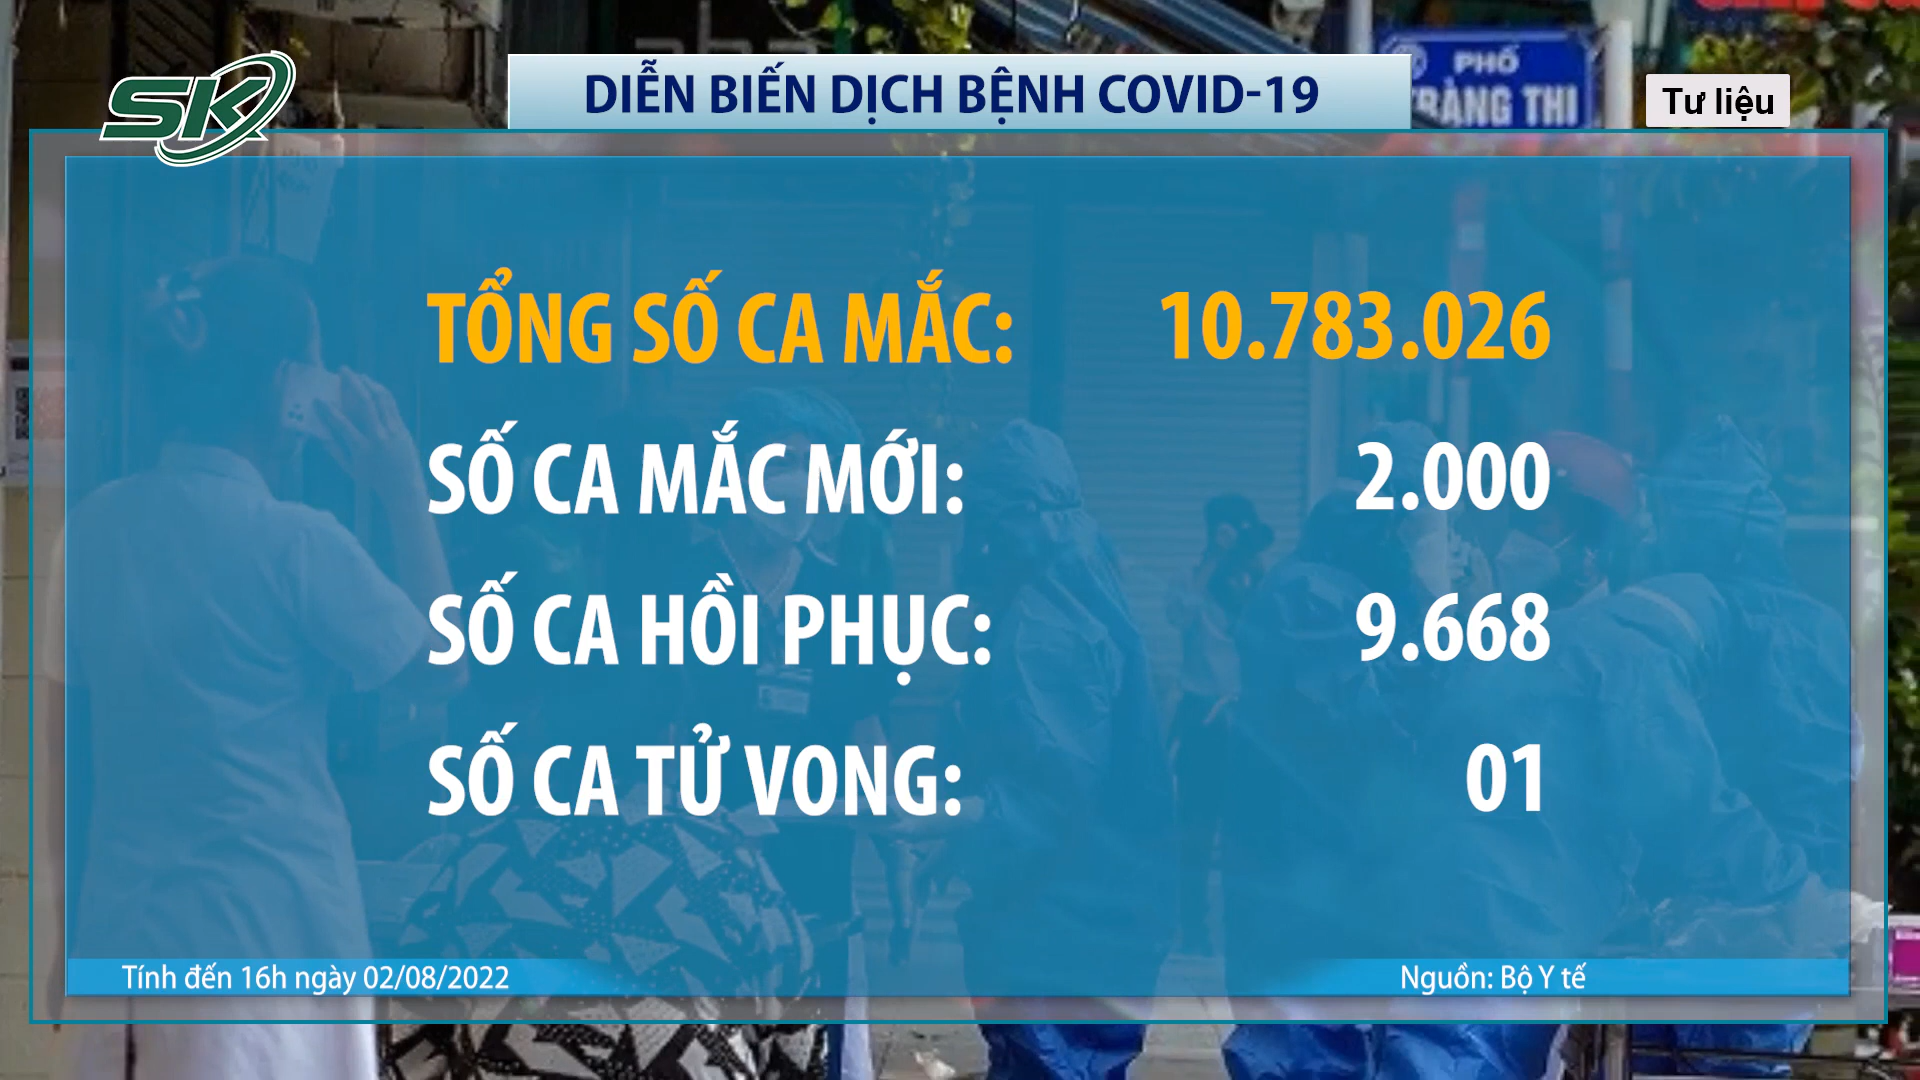 SK
DIỄN BIẾN DỊCH BỆNH COVID-19
PHỐ
TRÀNG THI
Tư liệu
TỔNG SỐ CA MẮC: 10.783.026
SỐ CA MẮC MỚI: 2.000
SỐ CA HỒI PHỤC: 9.668
SỐ CA TỬ VONG: 01
Tính đến 16h ngày 02/08/2022
Nguồn: Bộ Y tế